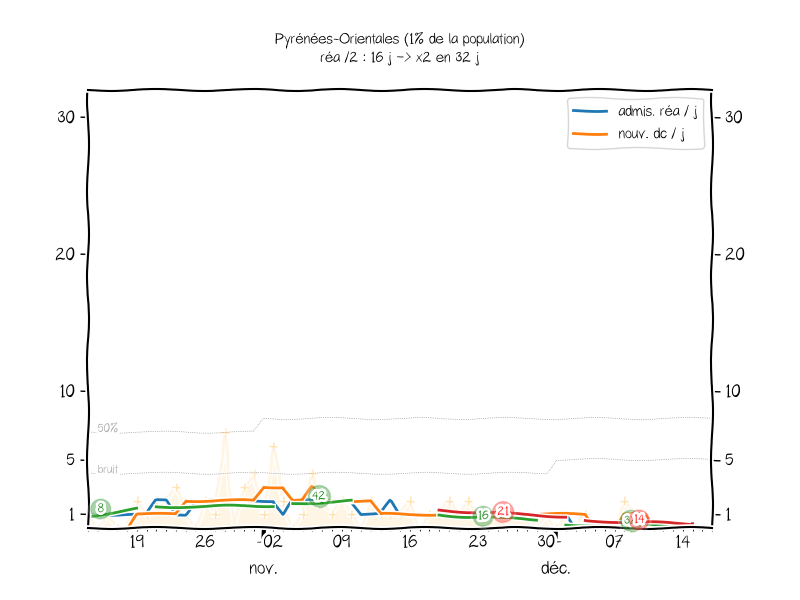 Pyrénées-Orientales (1% de la population)
réa /2 : 16 j -> x2 en 32 j
admis. réa / j
nouv. dc / j
30 30
20 20
10 10
50%
5 5
bruit
1 1
8 42 16 21 14
19 26 02 09 16 23 30 07 14
nov. déc.